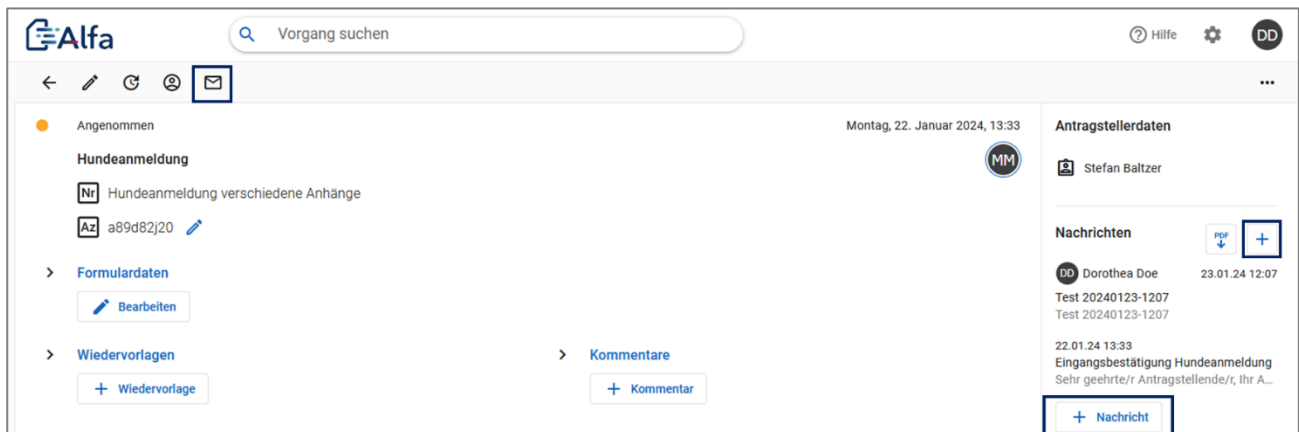 Alfa
Vorgang suchen
Hilfe
DD
Angenommen
Montag, 22. Januar 2024, 13:33
Hundeanmeldung
MM
Nr Hundeanmeldung verschiedene Anhänge
Az a89d82j20
Formulardaten
Bearbeiten
Wiedervorlagen
+ Wiedervorlage
Kommentare
+ Kommentar
Antragstellerdaten
Stefan Baltzer
Nachrichten
PDF
+
DD Dorothea Doe 23.01.24 12:07
Test 20240123-1207
Test 20240123-1207
22.01.24 13:33
Eingangsbestätigung Hundeanmeldung
Sehr geehrte/r Antragstellende/r, Ihr A...
+ Nachricht